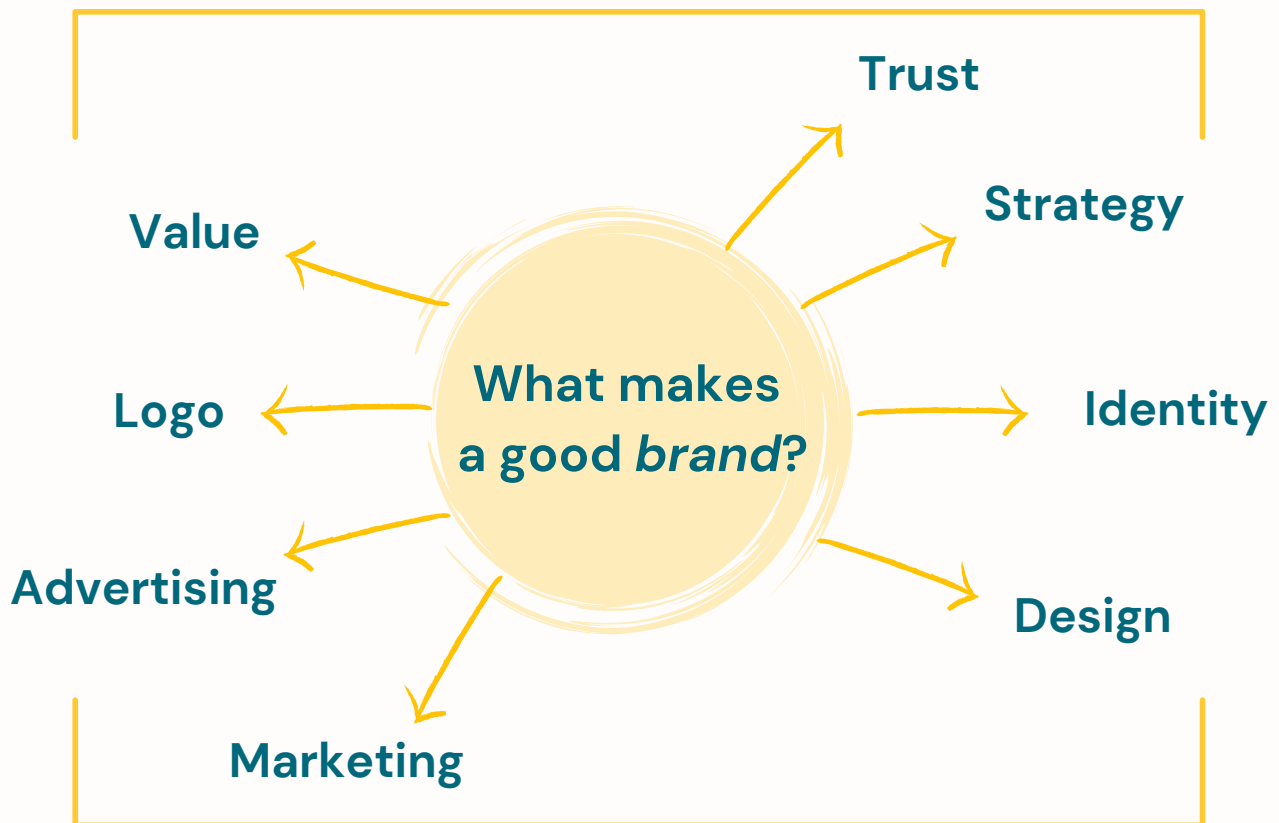 Trust
Strategy
Value
What makes
a good brand?
Logo
Identity
Advertising
Design
Marketing